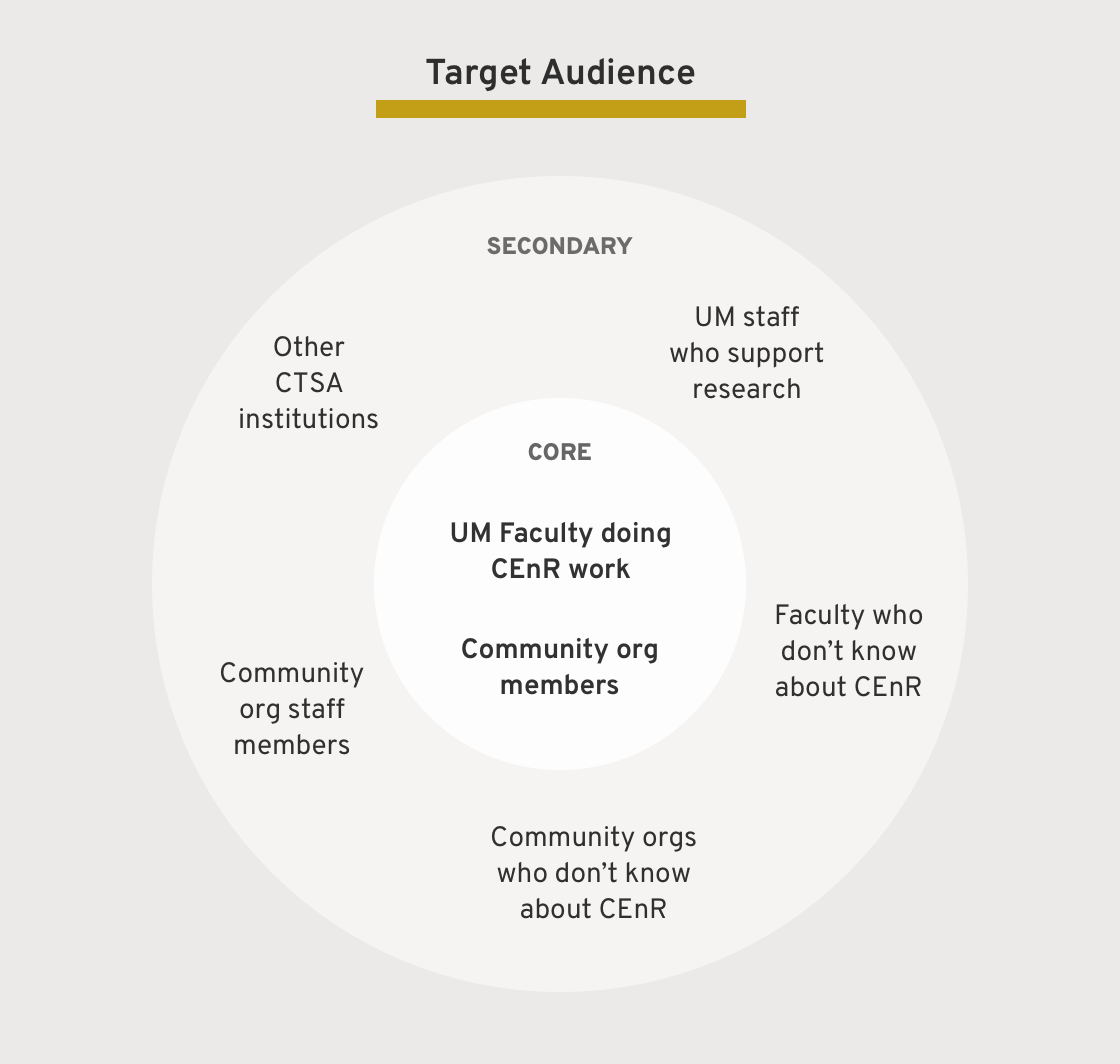 Target Audience
SECONDARY
UM staff
who support
research
Other
CTSA
institutions
CORE
UM Faculty doing
CEnR work
Community org
members
Faculty who
don’t know
about CEnR
Community
org staff
members
Community orgs
who don’t know
about CEnR